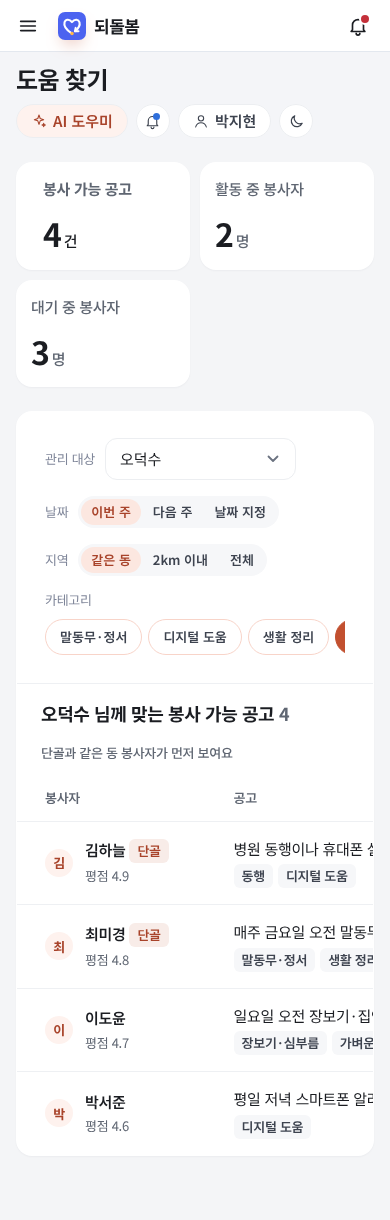 되돌봄
도움 찾기
AI 도우미
박지현
봉사 가능 공고
활동 중 봉사자
4건
2명
대기 중 봉사자
3명
관리 대상 오덕수
날짜 이번 주 다음 주 날짜 지정
지역 같은 동 2km 이내 전체
카테고리
말동무·정서 디지털 도움 생활 정리
오덕수 님께 맞는 봉사 가능 공고 4
단골과 같은 동 봉사자가 먼저 보여요
봉사자 공고
김 김하늘 단골
평점 4.9
병원 동행이나 휴대폰
동행 디지털 도움
최 최미경 단골
평점 4.8
매주 금요일 오전 말동무
말동무·정서 생활 정리
이 이도윤
평점 4.7
일요일 오전 장보기·집
장보기·심부름 가벼운
박 박서준
평점 4.6
평일 저녁 스마트폰
디지털 도움